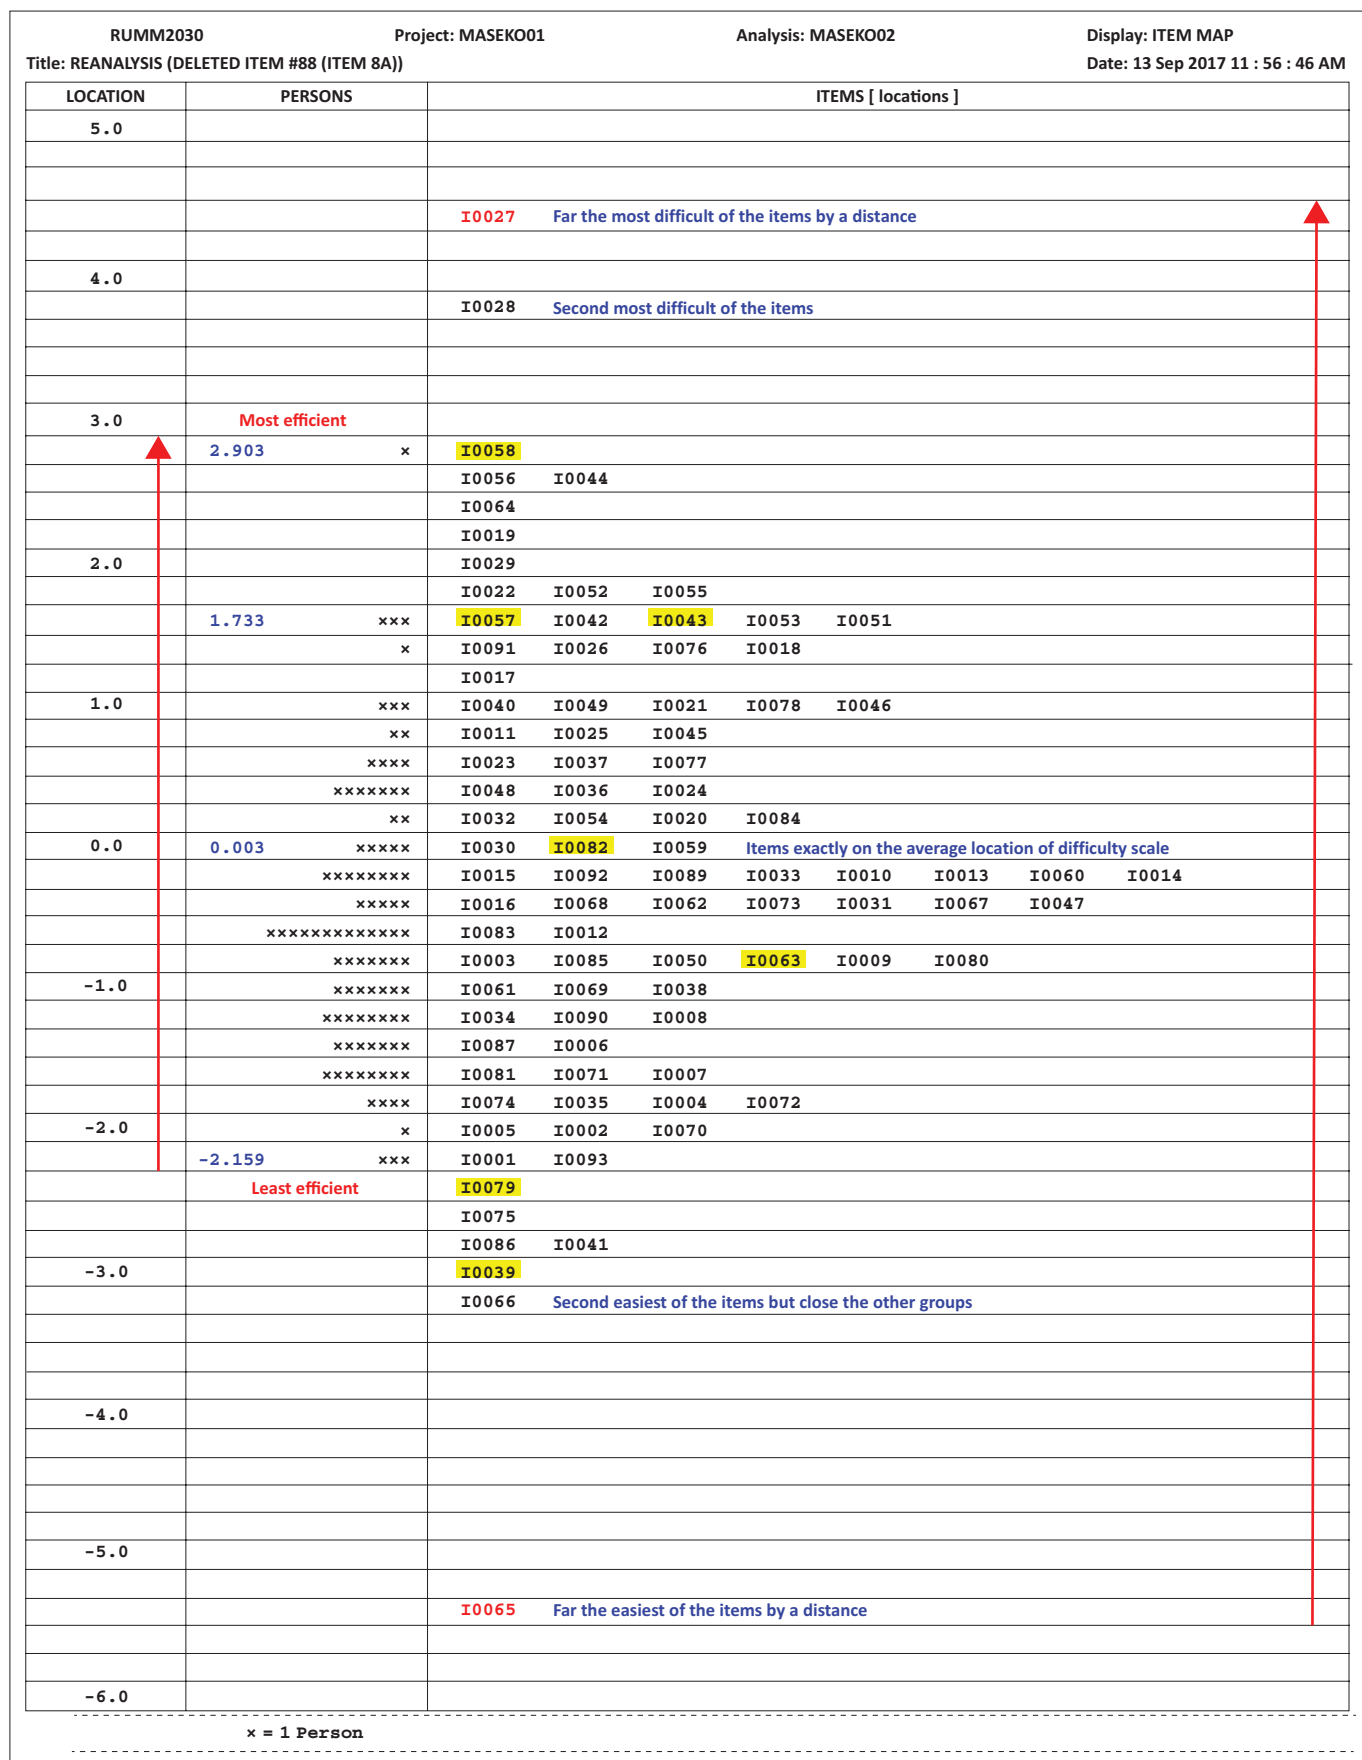 RUMM2030 Project: MASEKO01 Analysis: MASEKO02 Display: ITEM MAP
Title: REANALYSIS (DELETED ITEM #88 (ITEM 8A)) Date: 13 Sep 2017 11 : 56 : 46 AM
LOCATION PERSONS ITEMS [ locations ]
5.0
I0027 Far the most difficult of the items by a distance
4.0
I0028 Second most difficult of the items
3.0 Most efficient
2.903 × I0058
I0056 I0044
I0064
I0019
2.0 I0029
I0022 I0052 I0055
1.733 ××× I0057 I0042 I0043 I0053 I0051
× I0091 I0026 I0076 I0018
I0017
1.0 ××× I0040 I0049 I0021 I0078 I0046
×× I0011 I0025 I0045
×××× I0023 I0037 I0077
××××××× I0048 I0036 I0024
×× I0032 I0054 I0020 I0084
0.0 0.003 ××××× I0030 I0082 I0059 Items exactly on the average location of difficulty scale
×××××××× I0015 I0092 I0089 I0033 I0010 I0013 I0060 I0014
××××× I0016 I0068 I0062 I0073 I0031 I0067 I0047
××××××××××××× I0083 I0012
××××××× I0003 I0085 I0050 I0063 I0009 I0080
-1.0 ××××××× I0061 I0069 I0038
×××××××× I0034 I0090 I0008
××××××× I0087 I0006
×××××××× I0081 I0071 I0007
×××× I0074 I0035 I0004 I0072
-2.0 × I0005 I0002 I0070
-2.159 ××× I0001 I0093
Least efficient I0079
I0075
I0086 I0041
-3.0 I0039
I0066 Second easiest of the items but close the other groups
-4.0
-5.0
I0065 Far the easiest of the items by a distance
-6.0
× = 1 Person